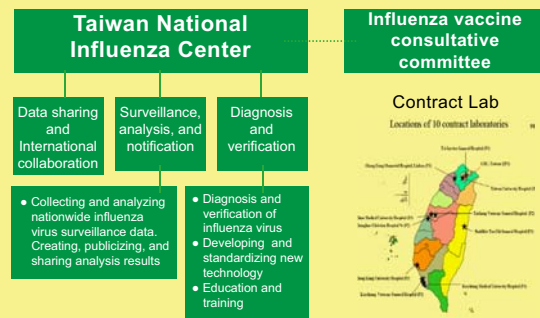 Taiwan National
Influenza Center
Influenza vaccine
consultative
committee
Data sharing
and
International
collaboration
Surveillance,
analysis, and
notification
Diagnosis
and
verification
● Collecting and analyzing
nationwide influenza
virus surveillance data.
Creating, publicizing, and
sharing analysis results
● Diagnosis and
verification of
influenza virus
● Developing and
standardizing new
technology
● Education and
training
Contract Lab
Locations of 10 contract laboratories